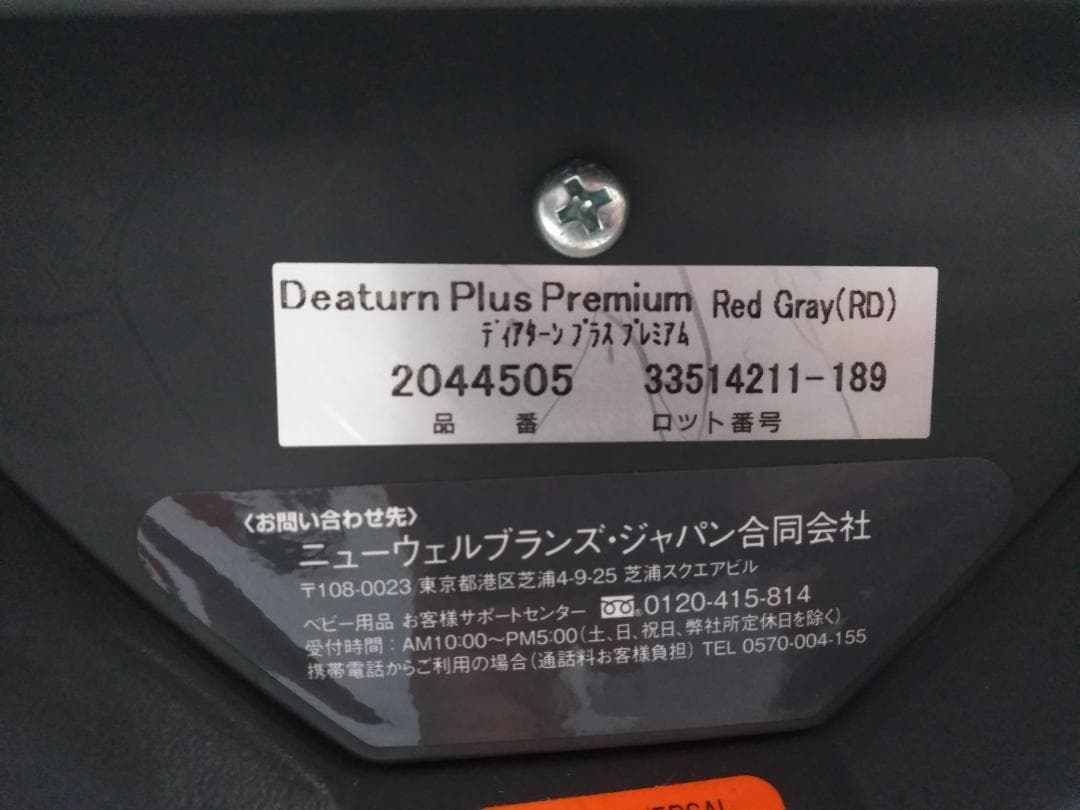 Deaturn Plus Premium Red Gray(RD)
ディアターン プラス プレミアム
2044505 33514211-189
品 番 ロット番号
〈お問い合わせ先〉
ニューウェルブランズ・ジャパン合同会社
〒108-0023 東京都港区芝浦4-9-25 芝浦スクエアビル
ベビー用品 お客様サポートセンター 0120-415-814
受付時間：AM10:00〜PM5:00(土、日、祝日、弊社所定休日を除く)
携帯電話からご利用の場合(通話料お客様負担) TEL 0570-004-155